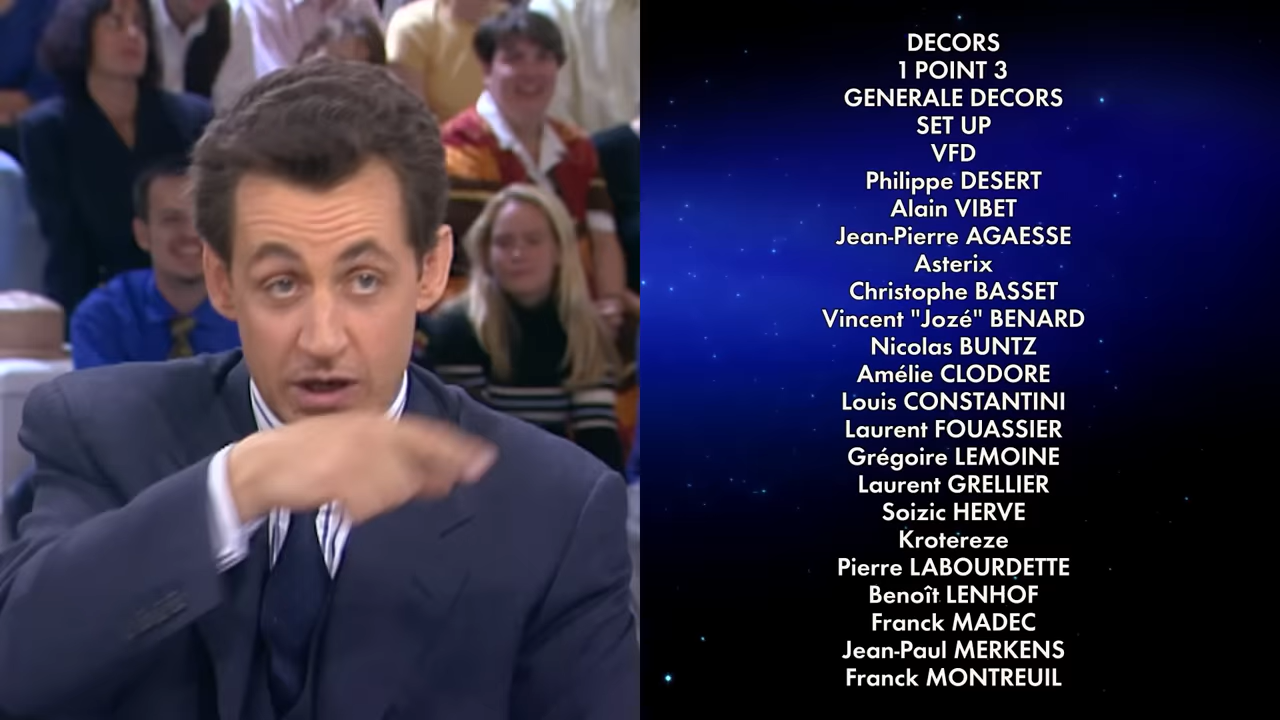 DECORS
1 POINT 3
GENERALE DECORS
SET UP
VFD
Philippe DESERT
Alain VIBET
Jean-Pierre AGAESSE
Asterix
Christophe BASSET
Vincent "Jozé" BENARD
Nicolas BUNTZ
Amélie CLODORE
Louis CONSTANTINI
Laurent FOUASSIER
Grégoire LEMOINE
Laurent GRELLIER
Soizic HERVE
Krotereze
Pierre LABOURDETTE
Benoît LENHOF
Franck MADEC
Jean-Paul MERKENS
Franck MONTREUIL